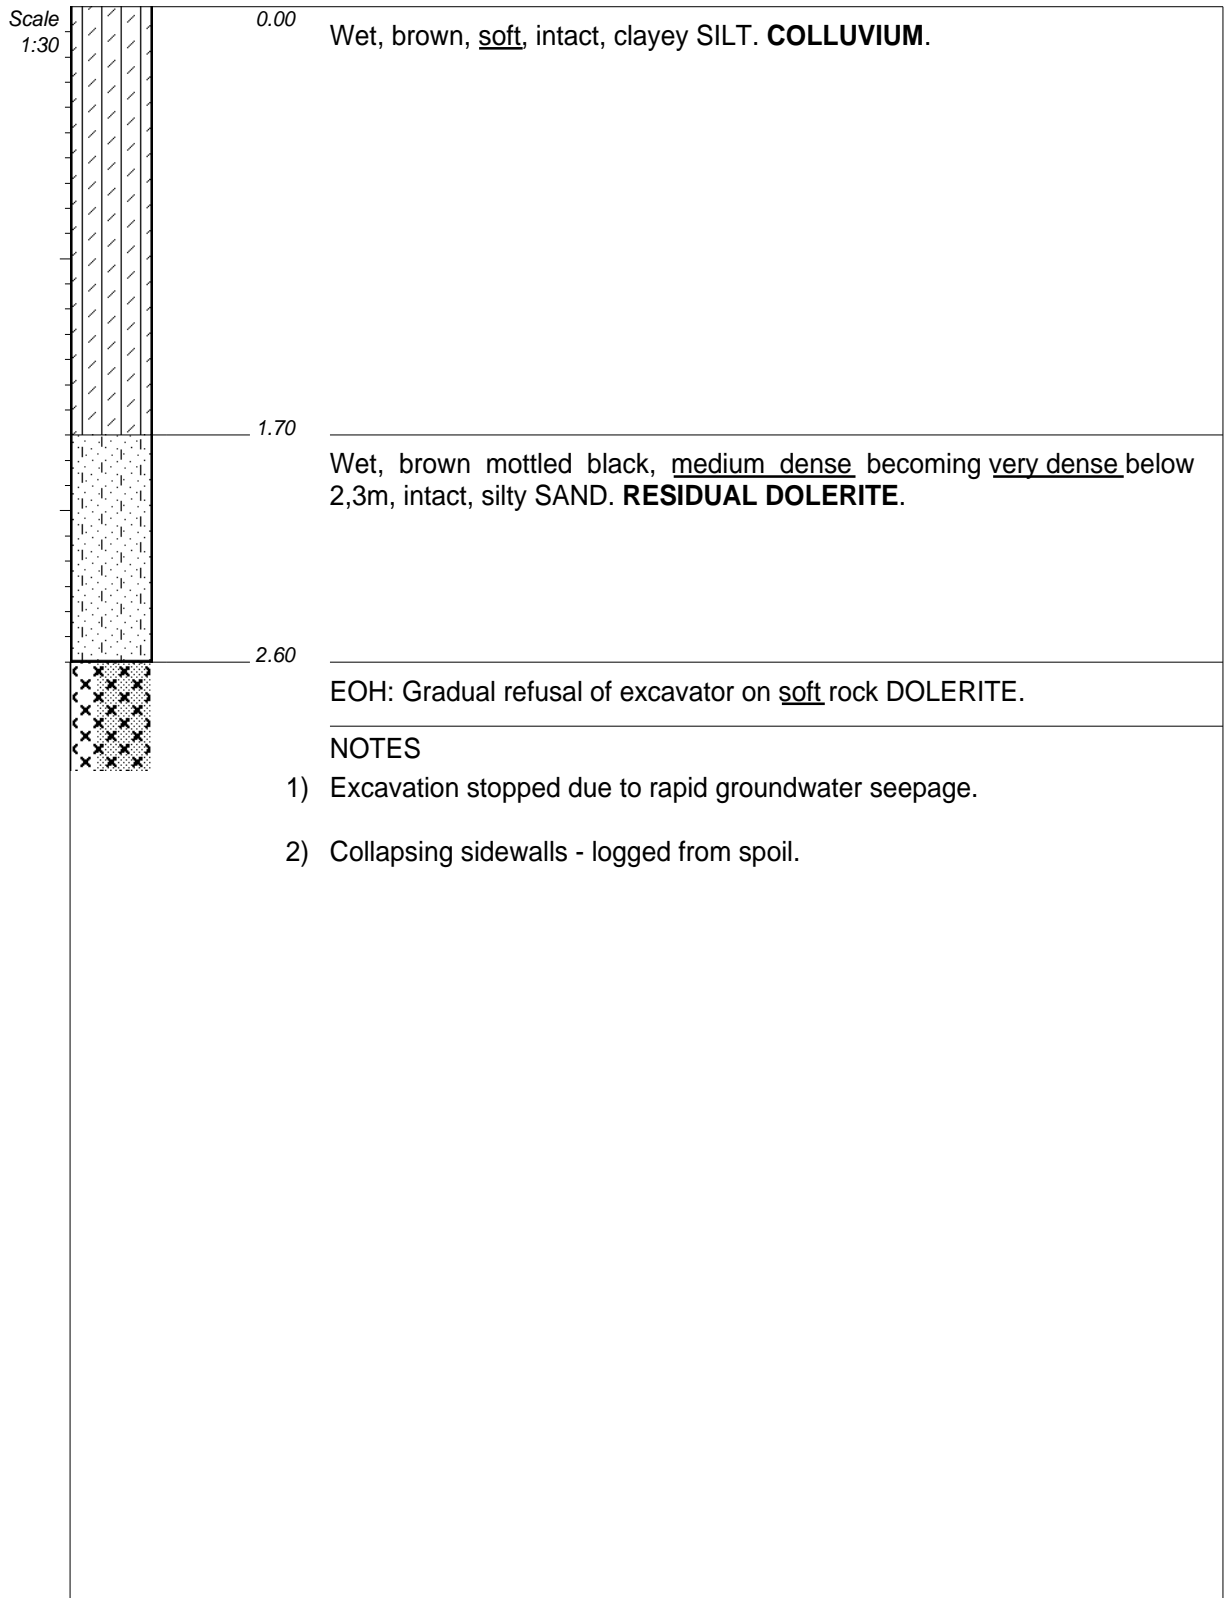 Scale
1:30
0.00
Wet, brown, soft, intact, clayey SILT. COLLUVIUM.
1.70
Wet, brown mottled black, medium dense becoming very dense below
2,3m, intact, silty SAND. RESIDUAL DOLERITE.
2.60
EOH: Gradual refusal of excavator on soft rock DOLERITE.
NOTES
1) Excavation stopped due to rapid groundwater seepage.
2) Collapsing sidewalls - logged from spoil.